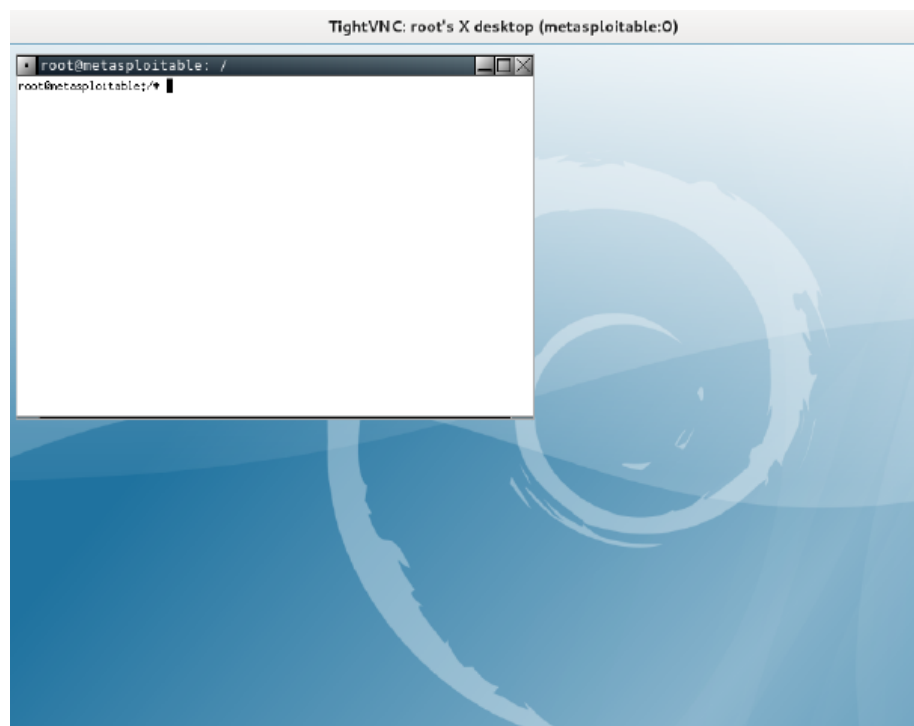 TightVNC: root's X desktop (metasploitable:0)
root@metasploitable: /
root@metasploitable:/#